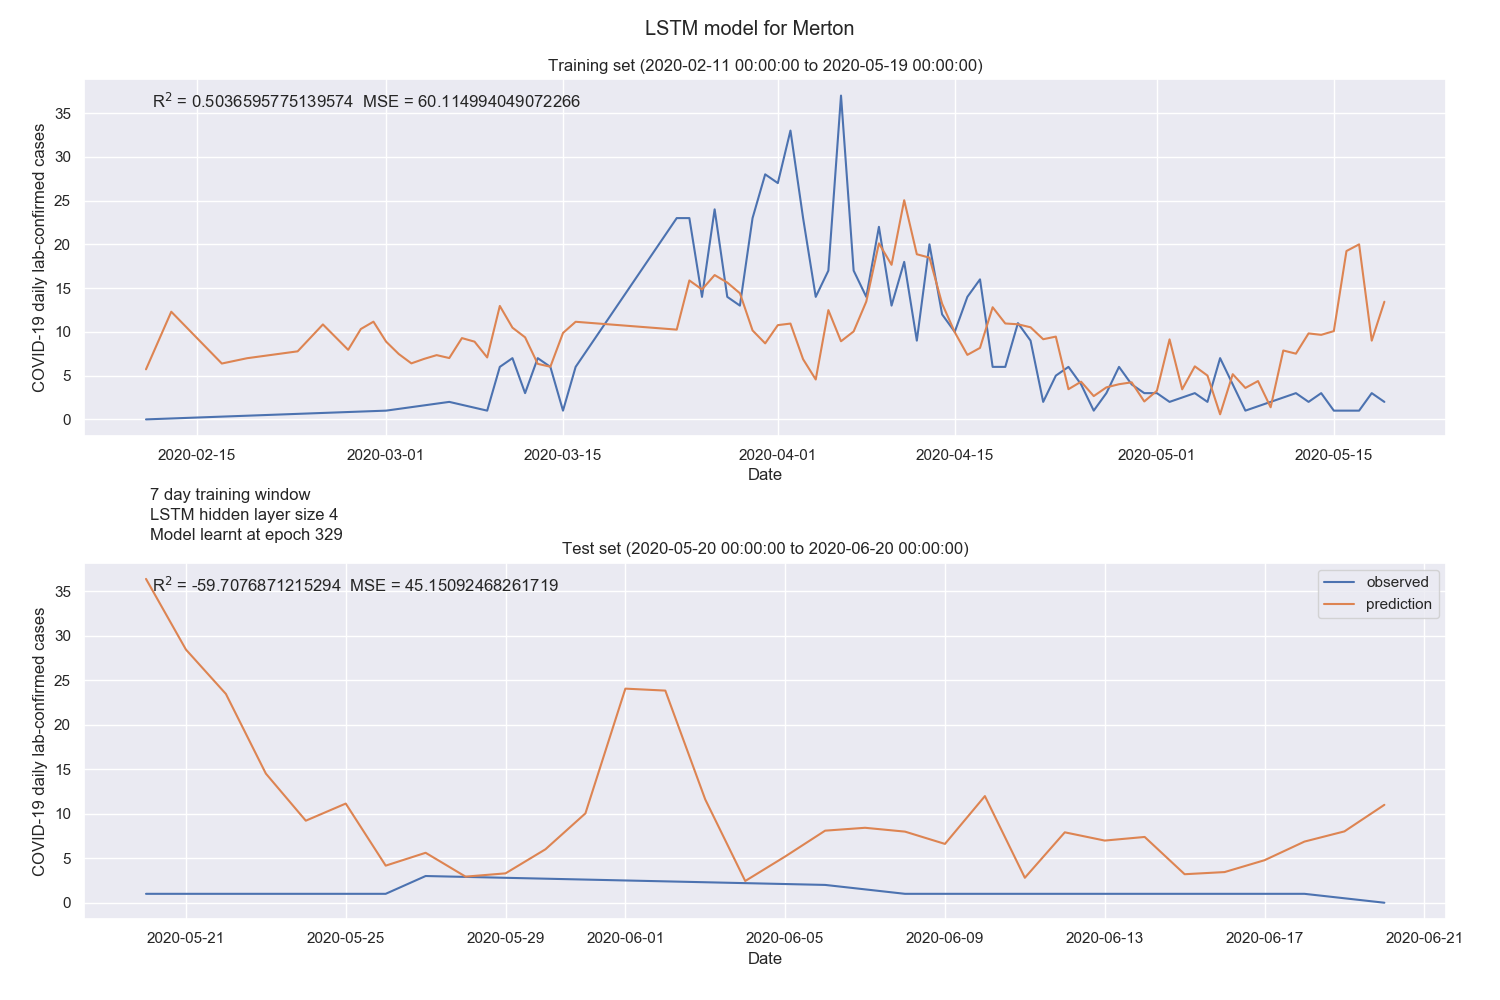 LSTM model for Merton
Training set (2020-02-11 00:00:00 to 2020-05-19 00:00:00)
R² = 0.5036595775139574 MSE = 60.114994049072266
COVID-19 daily lab-confirmed cases
35
30
25
20
15
10
5
0
2020-02-15 2020-03-01 2020-03-15 2020-04-01 2020-04-15 2020-05-01 2020-05-15
Date
7 day training window
LSTM hidden layer size 4
Model learnt at epoch 329
Test set (2020-05-20 00:00:00 to 2020-06-20 00:00:00)
R² = -59.7076871215294 MSE = 45.15092468261719
observed
prediction
COVID-19 daily lab-confirmed cases
35
30
25
20
15
10
5
0
2020-05-21 2020-05-25 2020-05-29 2020-06-01 2020-06-05 2020-06-09 2020-06-13 2020-06-17 2020-06-21
Date